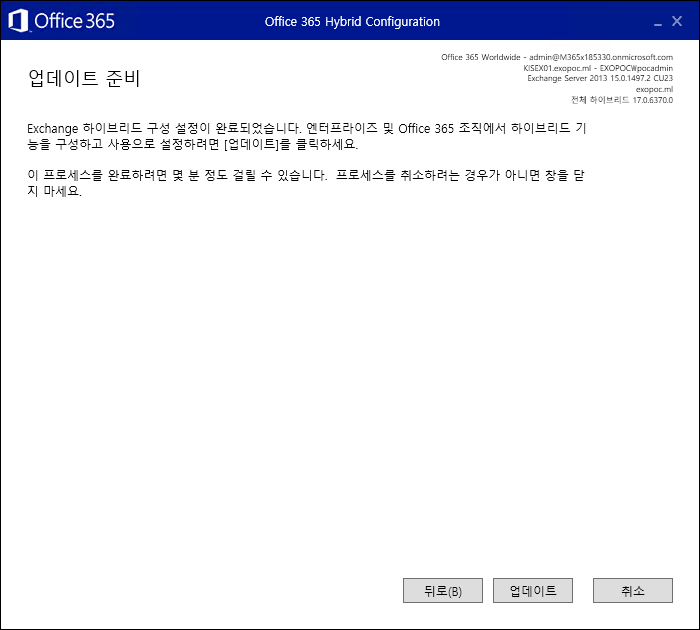 Office 365
Office 365 Hybrid Configuration
Office 365 Worldwide - admin@M365x185330.onmicrosoft.com
KISEX01.exopoc.ml - EXOPOC₩pocadmin
Exchange Server 2013 15.0.1497.2 CU23
exopoc.ml
전체 하이브리드 17.0.6370.0
업데이트 준비
Exchange 하이브리드 구성 설정이 완료되었습니다. 엔터프라이즈 및 Office 365 조직에서 하이브리드 기
능을 구성하고 사용으로 설정하려면 [업데이트]를 클릭하세요.
이 프로세스를 완료하려면 몇 분 정도 걸릴 수 있습니다.  프로세스를 취소하려는 경우가 아니면 창을 닫
지 마세요.
뒤로(B)
업데이트
취소